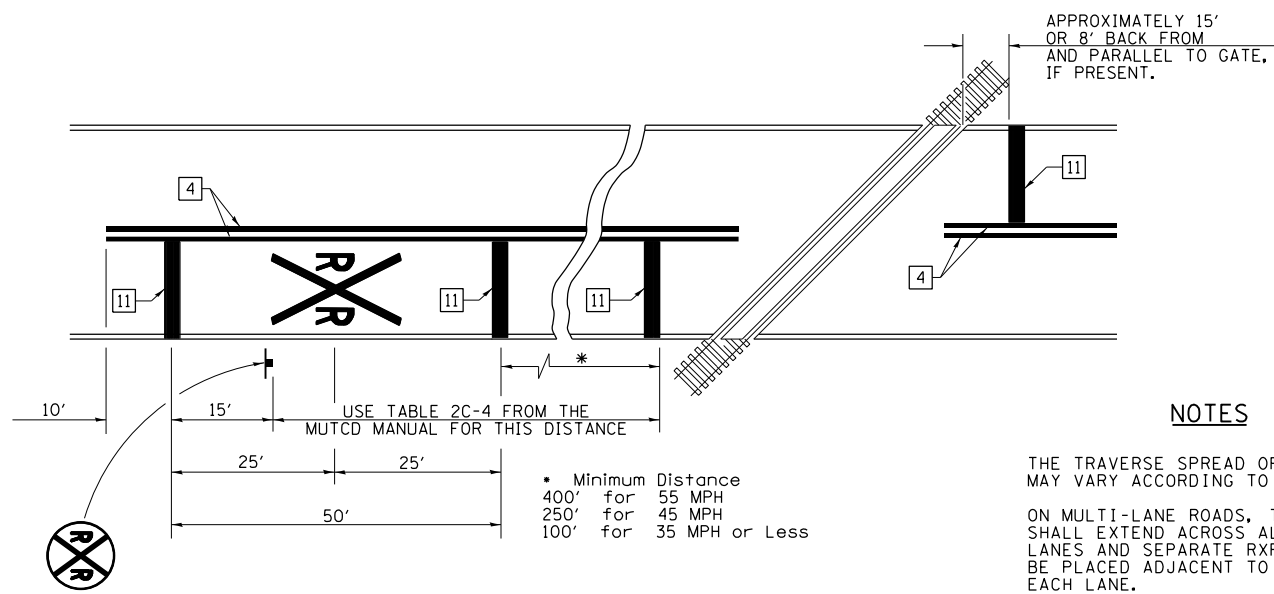 APPROXIMATELY 15'
OR 8' BACK FROM
AND PARALLEL TO GATE,
IF PRESENT.
4
11
4
R
R
11
11
11
*
10'
15'
USE TABLE 2C-4 FROM THE
MUTCD MANUAL FOR THIS DISTANCE
25'
25'
50'
* Minimum Distance
400' for 55 MPH
250' for 45 MPH
100' for 35 MPH or Less
R
R
NOTES
THE TRAVERSE SPREAD OF
MAY VARY ACCORDING TO
ON MULTI-LANE ROADS,
SHALL EXTEND ACROSS
LANES AND SEPARATE
BE PLACED ADJACENT TO
EACH LANE.